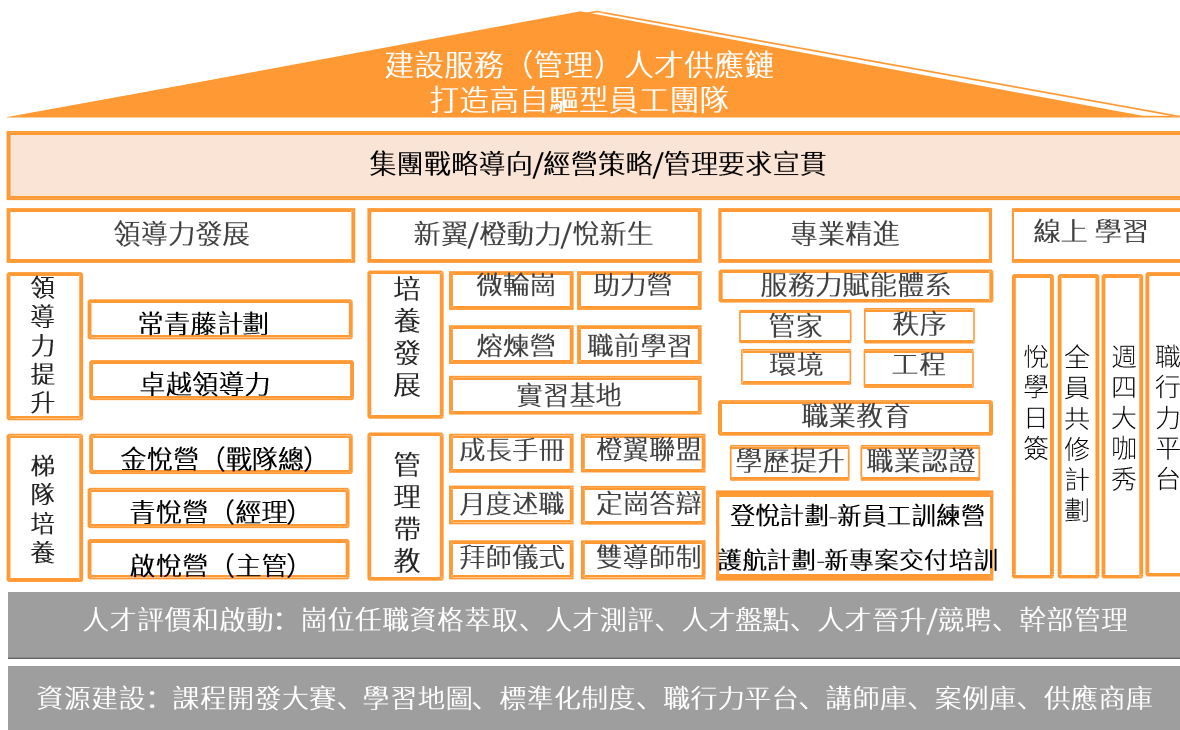 建設服務（管理）人才供應鏈
打造高自驅型員工團隊
集團戰略導向/經營策略/管理要求宣貫
領導力發展
領導力提升
常青藤計劃
卓越領導力
梯隊培養
金悅營（戰隊總）
青悅營（經理）
啟悅營（主管）
新翼/橙動力/悅新生
培養發展
微輪崗
助力營
熔煉營
職前學習
實習基地
管理帶教
成長手冊
橙翼聯盟
月度述職
定崗答辯
拜師儀式
雙導師制
專業精進
服務力賦能體系
管家
秩序
環境
工程
職業教育
學歷提升
職業認證
登悅計劃-新員工訓練營
護航計劃-新專案交付培訓
線上 學習
悅學日簽
全員共修計劃
週四大咖秀
職行力平台
人才評價和啟動：崗位任職資格萃取、人才測評、人才盤點、人才晉升/競聘、幹部管理
資源建設：課程開發大賽、學習地圖、標準化制度、職行力平台、講師庫、案例庫、供應商庫